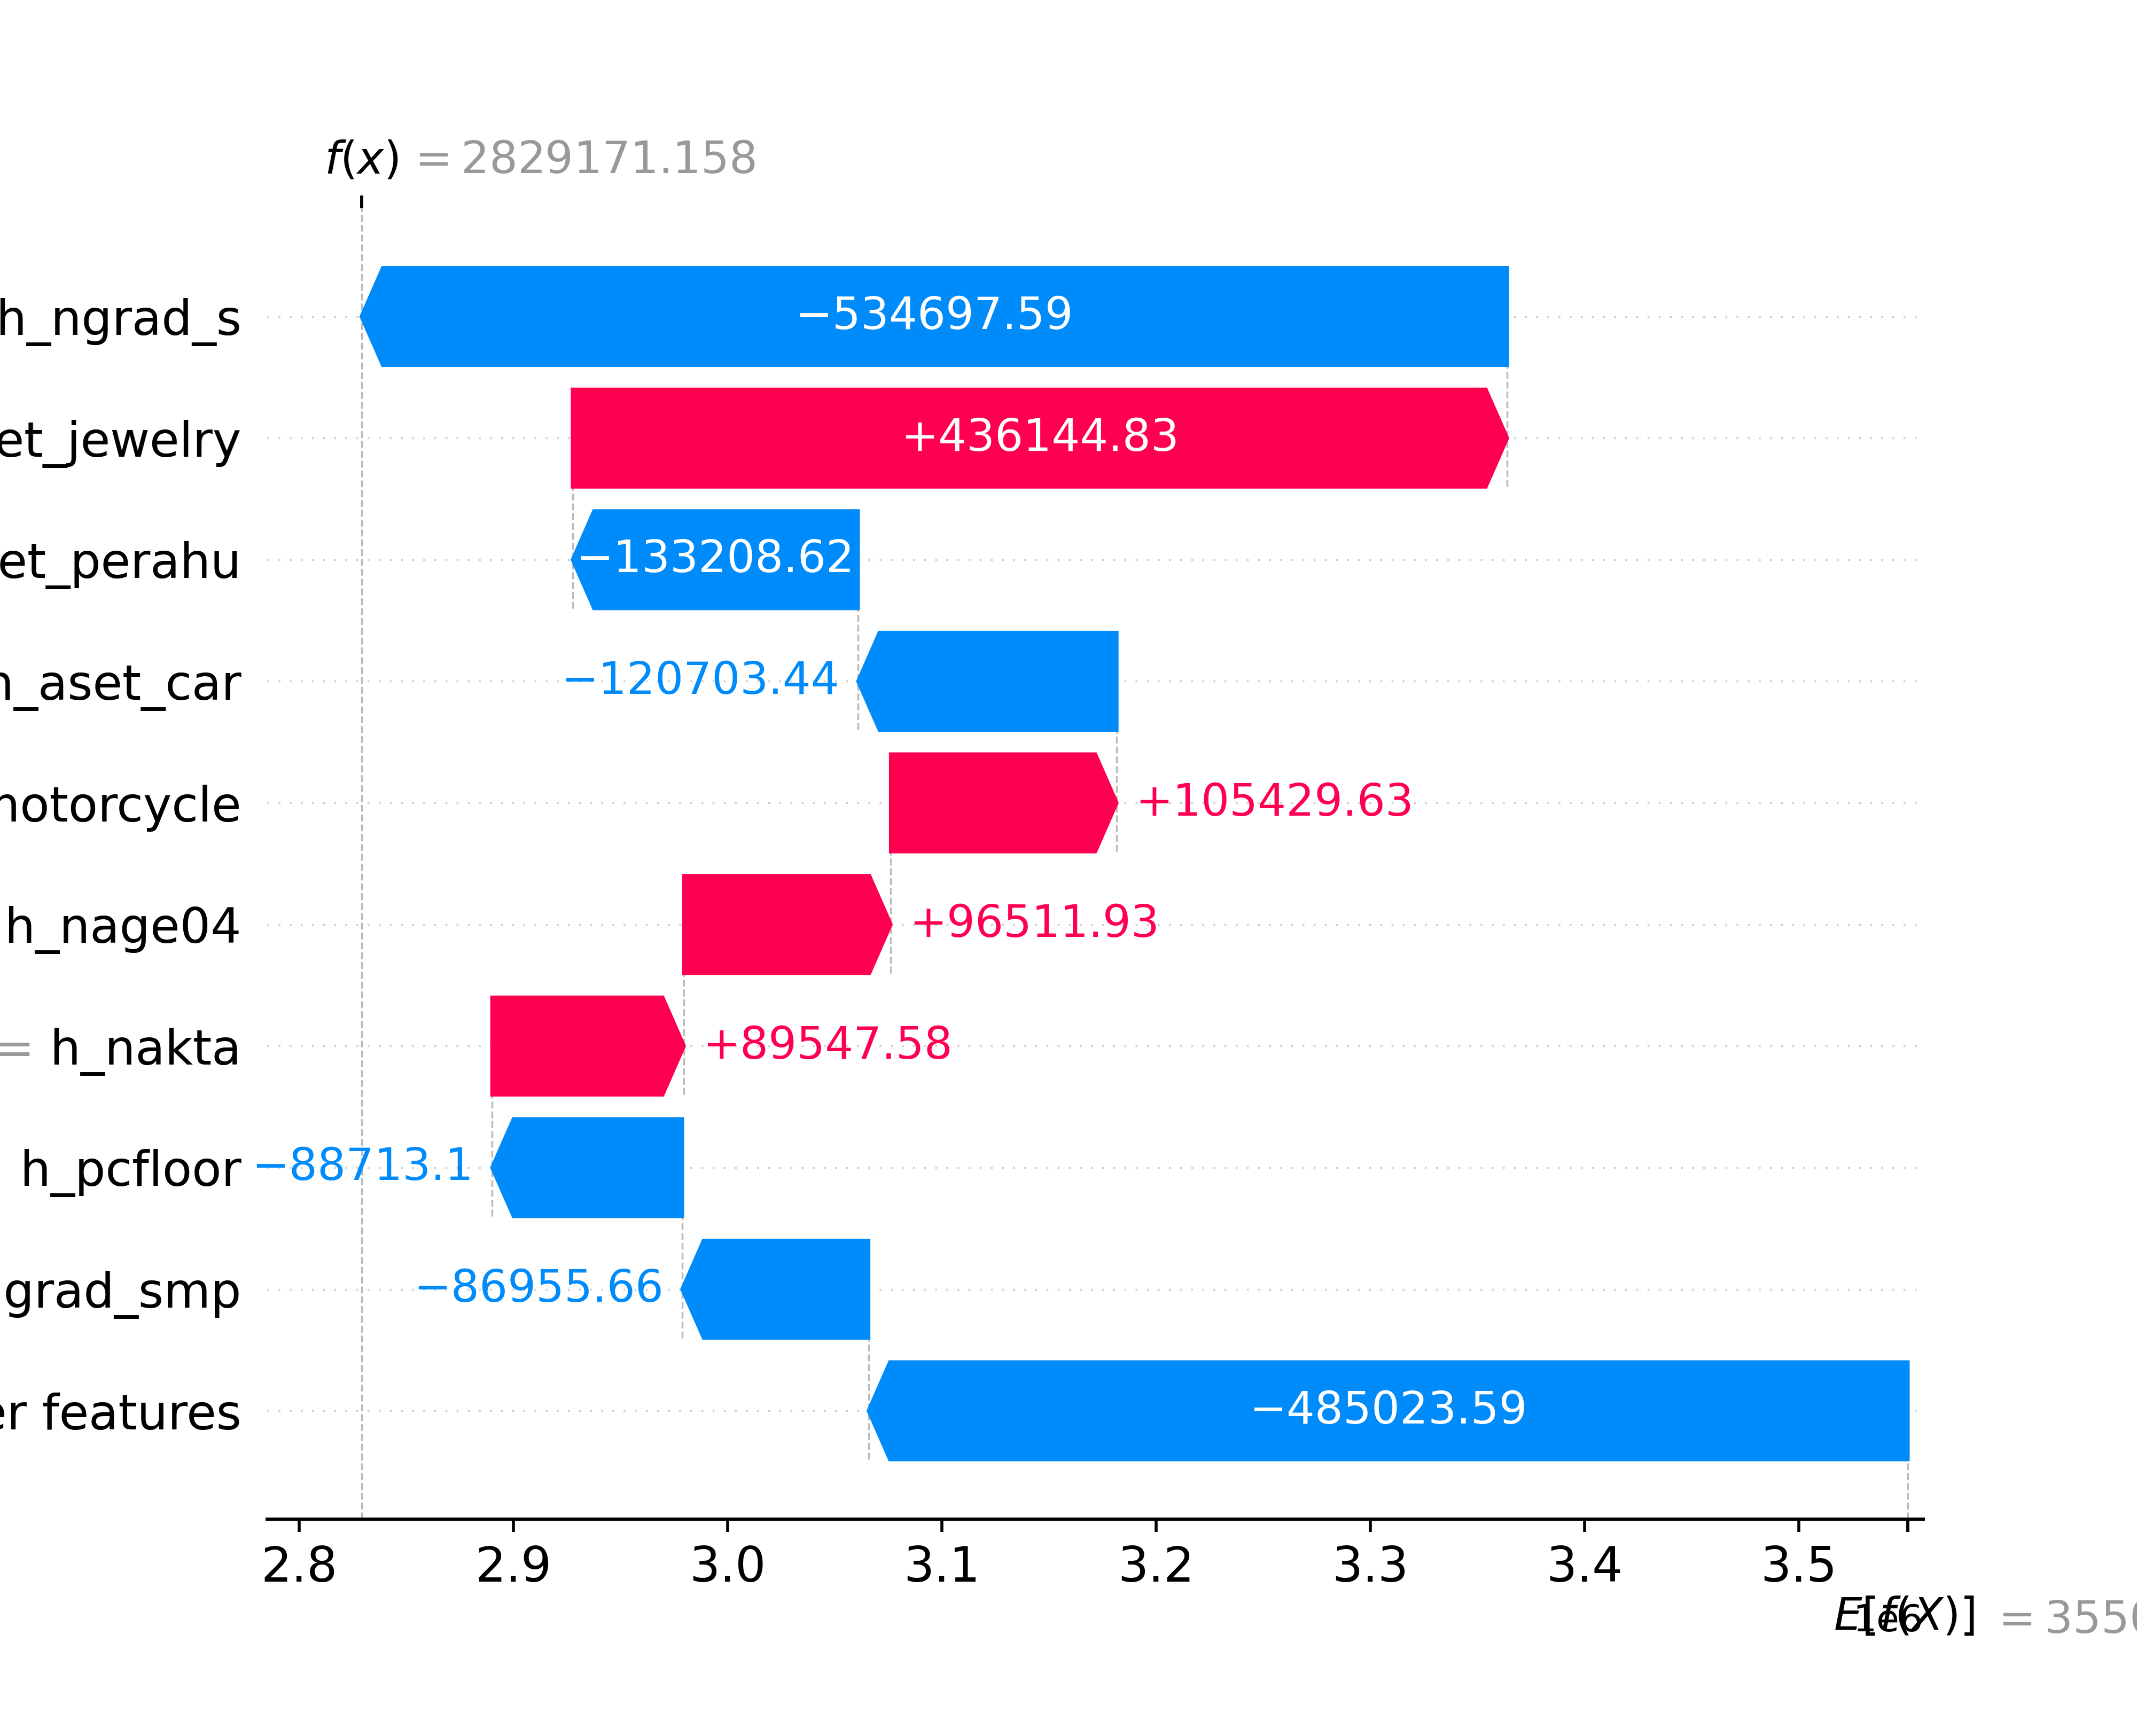 f(x) = 2829171.158
h_ngrad_s −534697.59
et_jewelry +436144.83
et_perahu −133208.62
_aset_car −120703.44
otorcycle +105429.63
h_nage04 +96511.93
= h_nakta +89547.58
h_pcfloor −88713.1
grad_smp −86955.66
er features −485023.59
2.8 2.9 3.0 3.1 3.2 3.3 3.4 3.5
1e6
E[f(X)] = 355